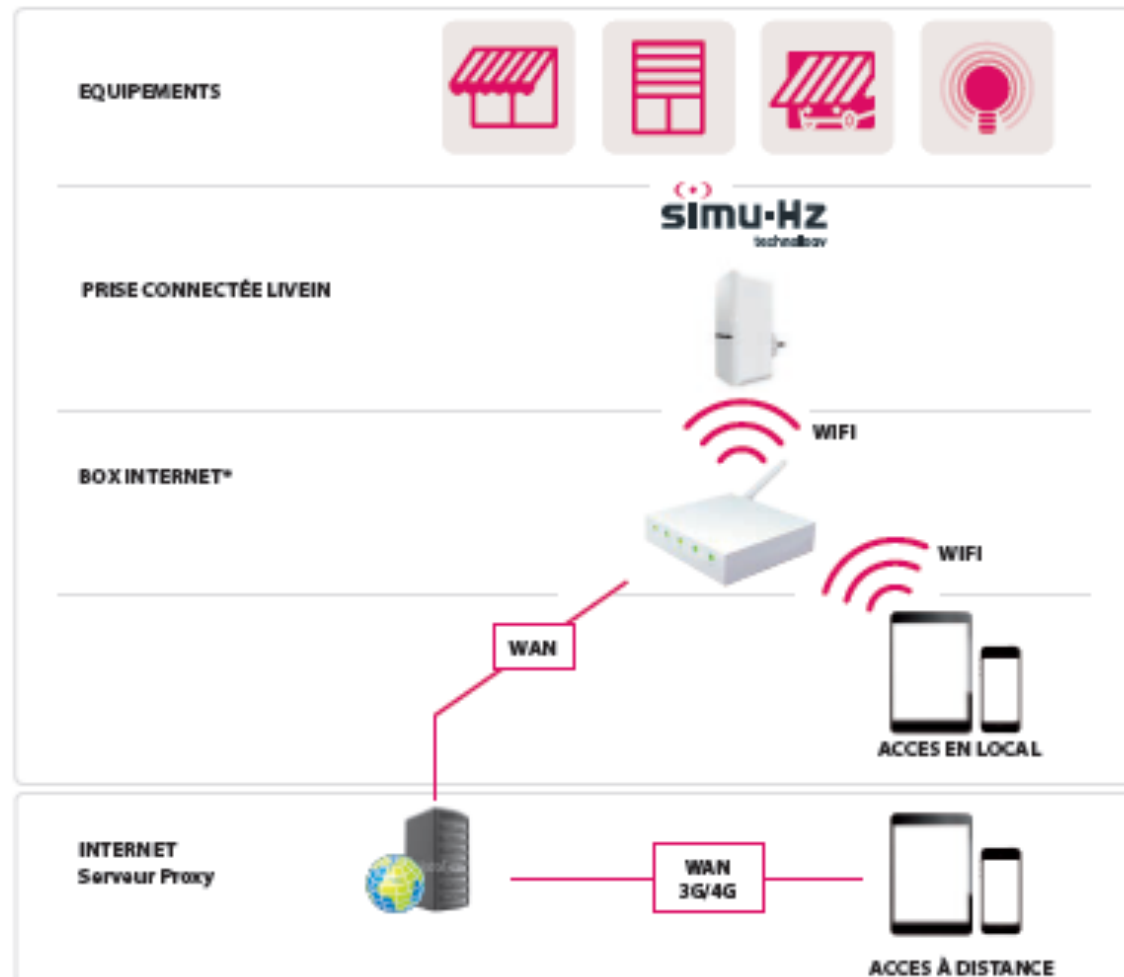 EQUIPEMENTS
simu-Hz
technology
PRISE CONNECTÉE LIVEIN
WIFI
BOX INTERNET*
WIFI
WAN
ACCES EN LOCAL
INTERNET
Serveur Proxy
WAN
3G/4G
ACCES À DISTANCE